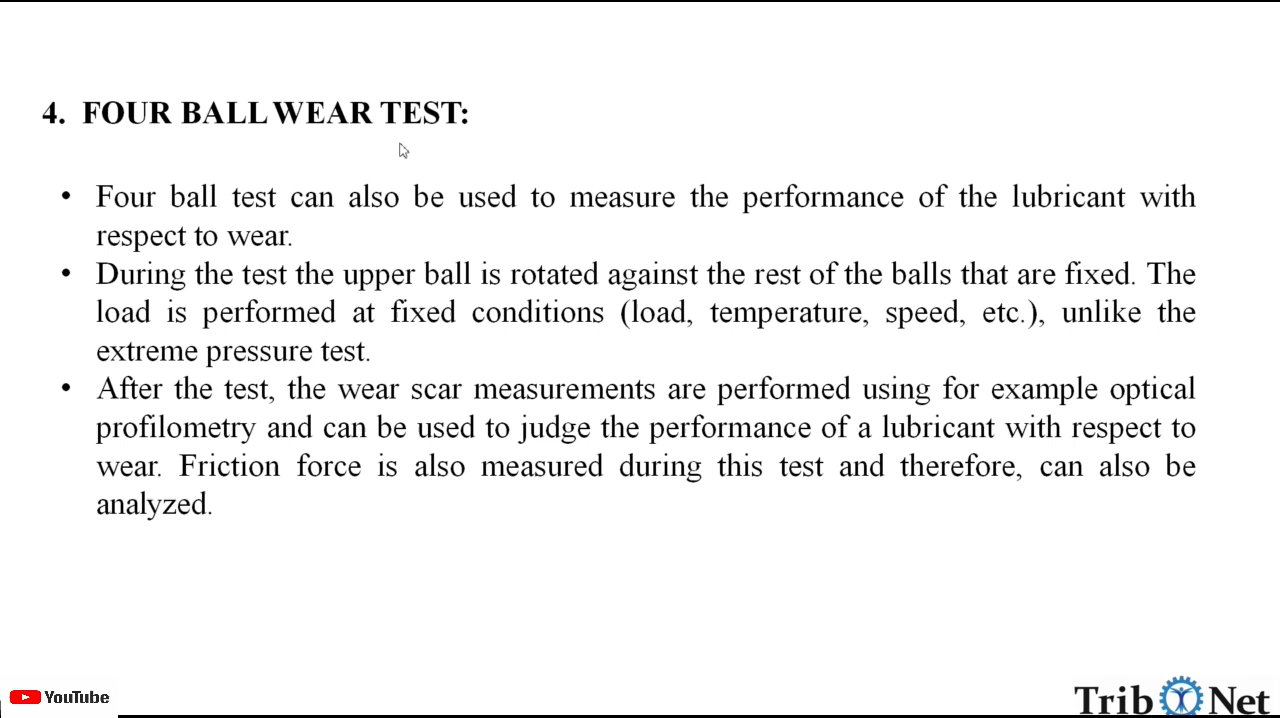 4. FOUR BALL WEAR TEST:
• Four ball test can also be used to measure the performance of the lubricant with
respect to wear.
• During the test the upper ball is rotated against the rest of the balls that are fixed. The
load is performed at fixed conditions (load, temperature, speed, etc.), unlike the
extreme pressure test.
• After the test, the wear scar measurements are performed using for example optical
profilometry and can be used to judge the performance of a lubricant with respect to
wear. Friction force is also measured during this test and therefore, can also be
analyzed.
YouTube
Trib Net